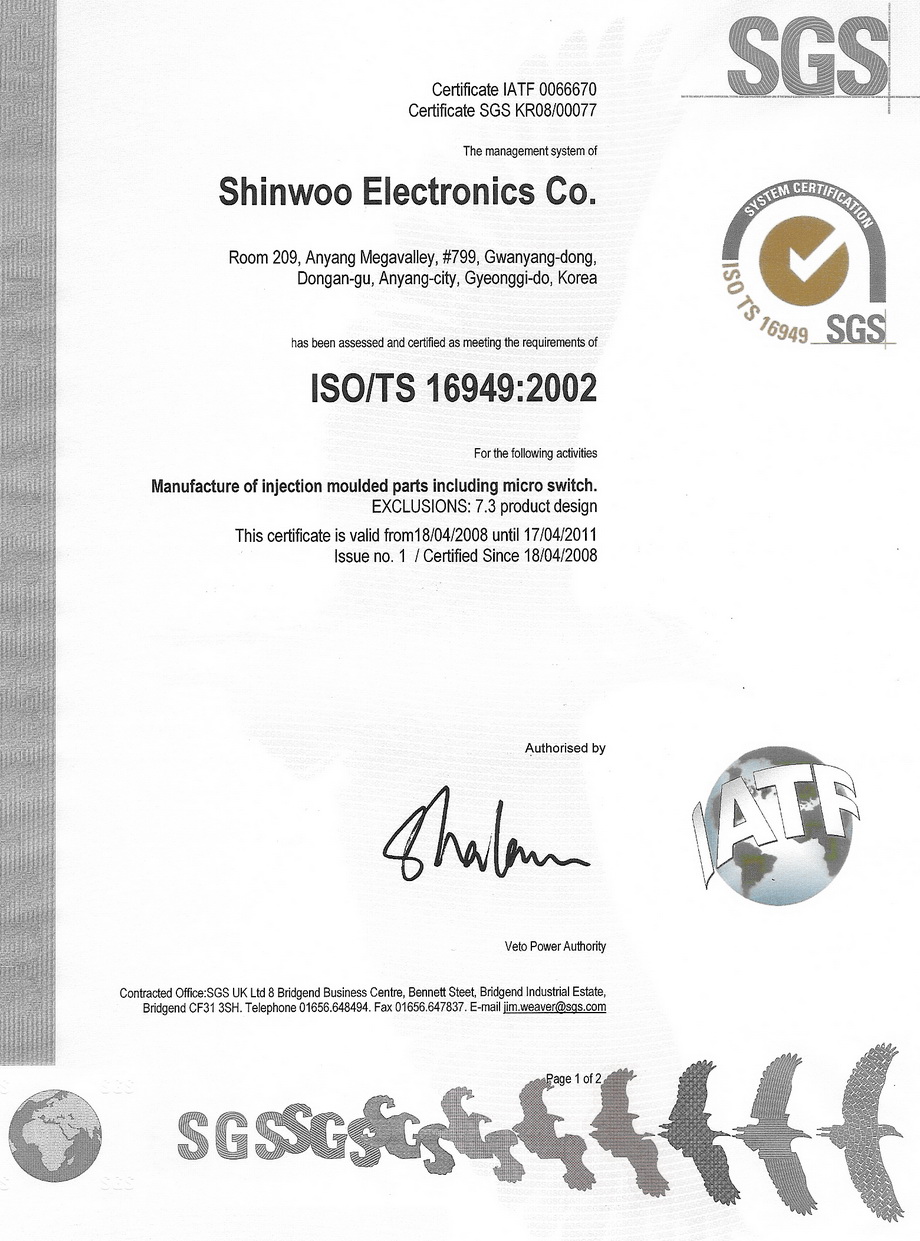 SGS
Certificate IATF 0066670
Certificate SGS KR08/00077
The management system of
Shinwoo Electronics Co.
SYSTEM CERTIFICATION
ISO TS 16949
SGS
Room 209, Anyang Megavalley, #799, Gwanyang-dong,
Dongan-gu, Anyang-city, Gyeonggi-do, Korea
has been assessed and certified as meeting the requirements of
ISO/TS 16949:2002
For the following activities
Manufacture of injection moulded parts including micro switch.
EXCLUSIONS: 7.3 product design
This certificate is valid from18/04/2008 until 17/04/2011
Issue no. 1 / Certified Since 18/04/2008
Authorised by
IATF
Veto Power Authority
Contracted Office:SGS UK Ltd 8 Bridgend Business Centre, Bennett Steet, Bridgend Industrial Estate,
Bridgend CF31 3SH. Telephone 01656.648494. Fax 01656.647837. E-mail jim.weaver@sgs.com
Page 1 of 2
SGSSGSSGS